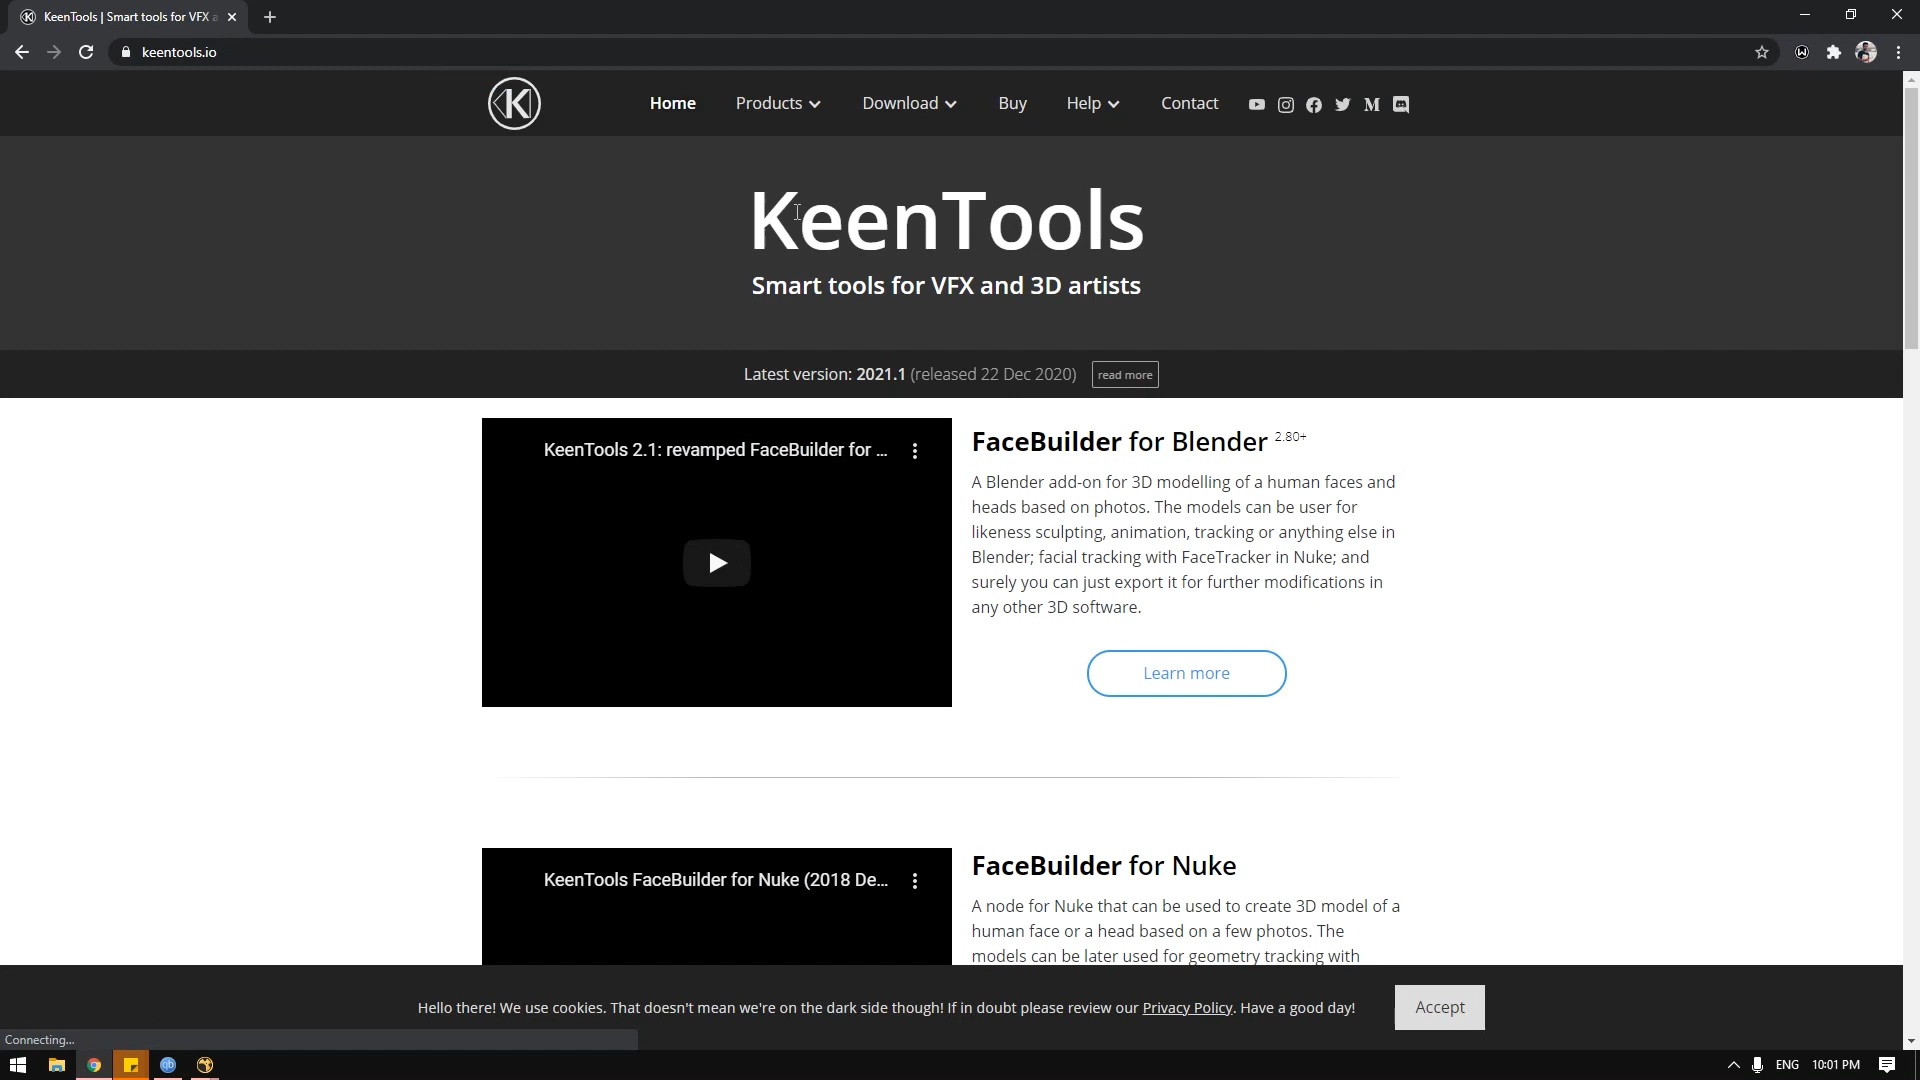 KeenTools | Smart tools for VFX a
keentools.io
K
Home Products Download Buy Help Contact
KeenTools
Smart tools for VFX and 3D artists
Latest version: 2021.1 (released 22 Dec 2020) read more
KeenTools 2.1: revamped FaceBuilder for ...
FaceBuilder for Blender 2.80+
A Blender add-on for 3D modelling of a human faces and
heads based on photos. The models can be user for
likeness sculpting, animation, tracking or anything else in
Blender; facial tracking with FaceTracker in Nuke; and
surely you can just export it for further modifications in
any other 3D software.
Learn more
KeenTools FaceBuilder for Nuke (2018 De...
FaceBuilder for Nuke
A node for Nuke that can be used to create 3D model of a
human face or a head based on a few photos. The
models can be later used for geometry tracking with
Hello there! We use cookies. That doesn't mean we're on the dark side though! If in doubt please review our Privacy Policy. Have a good day!
Accept
Connecting...
qb
ENG 10:01 PM